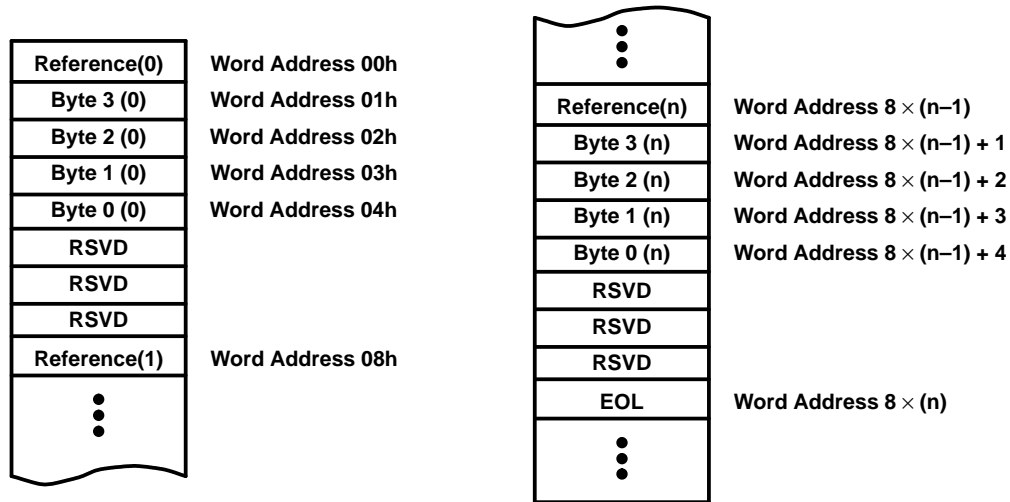 Reference(0) Word Address 00h
Byte 3 (0) Word Address 01h
Byte 2 (0) Word Address 02h
Byte 1 (0) Word Address 03h
Byte 0 (0) Word Address 04h
RSVD
RSVD
RSVD
Reference(1) Word Address 08h
Reference(n) Word Address 8 × (n–1)
Byte 3 (n) Word Address 8 × (n–1) + 1
Byte 2 (n) Word Address 8 × (n–1) + 2
Byte 1 (n) Word Address 8 × (n–1) + 3
Byte 0 (n) Word Address 8 × (n–1) + 4
RSVD
RSVD
RSVD
EOL Word Address 8 × (n)